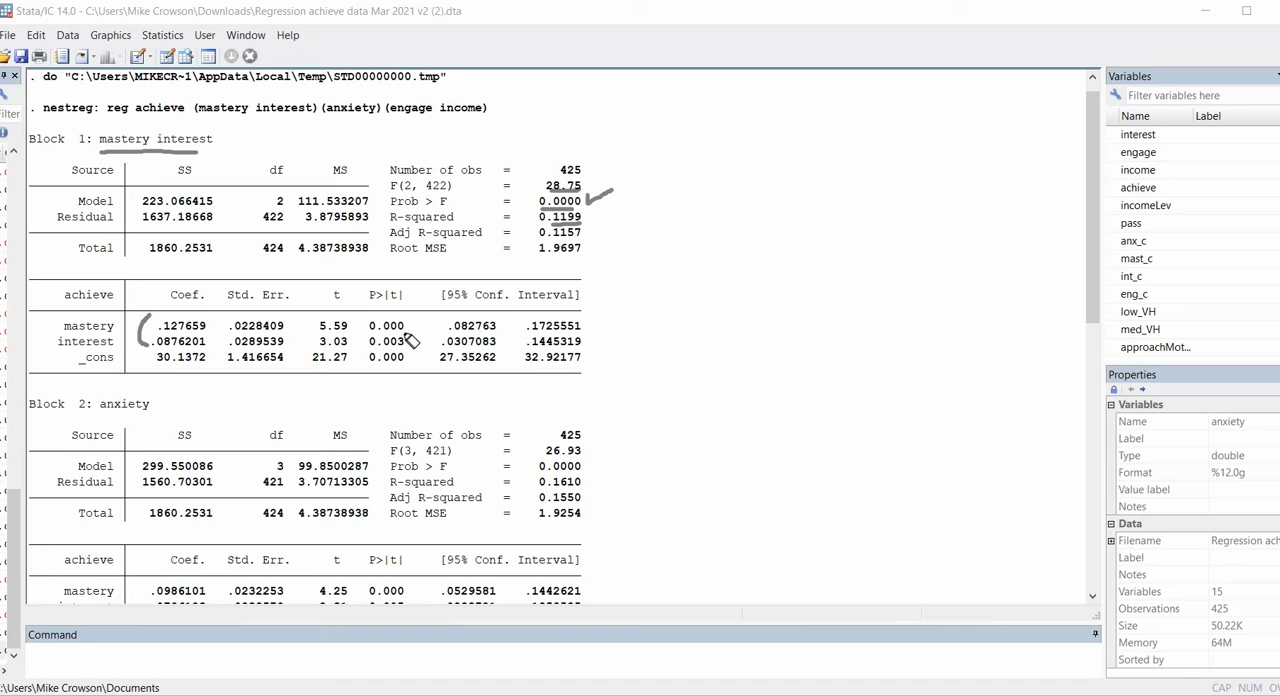 Stata/IC 14.0 - C:\Users\Mike Crowson\Downloads\Regression achieve data Mar 2021 v2 (2).dta
File Edit Data Graphics Statistics User Window Help
. do "C:\Users\MIKECR~1\AppData\Local\Temp\STD00000000.tmp"
. nestreg: reg achieve (mastery interest)(anxiety)(engage income)
Block 1: mastery interest
Source SS df MS Number of obs = 425
F(2, 422) = 28.75
Model 223.066415 2 111.533207 Prob > F = 0.0000
Residual 1637.18668 422 3.8795893 R-squared = 0.1199
Adj R-squared = 0.1157
Total 1860.2531 424 4.38738938 Root MSE = 1.9697
achieve Coef. Std. Err. t P>|t| [95% Conf. Interval]
mastery .127659 .0228409 5.59 0.000 .082763 .1725551
interest .0876201 .0289539 3.03 0.003 .0307083 .1445319
_cons 30.1372 1.416654 21.27 0.000 27.35262 32.92177
Block 2: anxiety
Source SS df MS Number of obs = 425
F(3, 421) = 26.93
Model 299.550086 3 99.8500287 Prob > F = 0.0000
Residual 1560.70301 421 3.70713305 R-squared = 0.1610
Adj R-squared = 0.1550
Total 1860.2531 424 4.38738938 Root MSE = 1.9254
achieve Coef. Std. Err. t P>|t| [95% Conf. Interval]
mastery .0986101 .0232253 4.25 0.000 .0529581 .1442621
Command
:\Users\Mike Crowson\Documents
Filter
Variables
Filter variables here
Name Label
interest
engage
income
achieve
incomeLev
pass
anx_c
mast_c
int_c
eng_c
low_VH
med_VH
approachMot...
Properties
Variables
Name anxiety
Label
Type double
Format %12.0g
Value label
Notes
Data
Filename Regression ach
Label
Notes
Variables 15
Observations 425
Size 50.22K
Memory 64M
Sorted by
CAP NUM